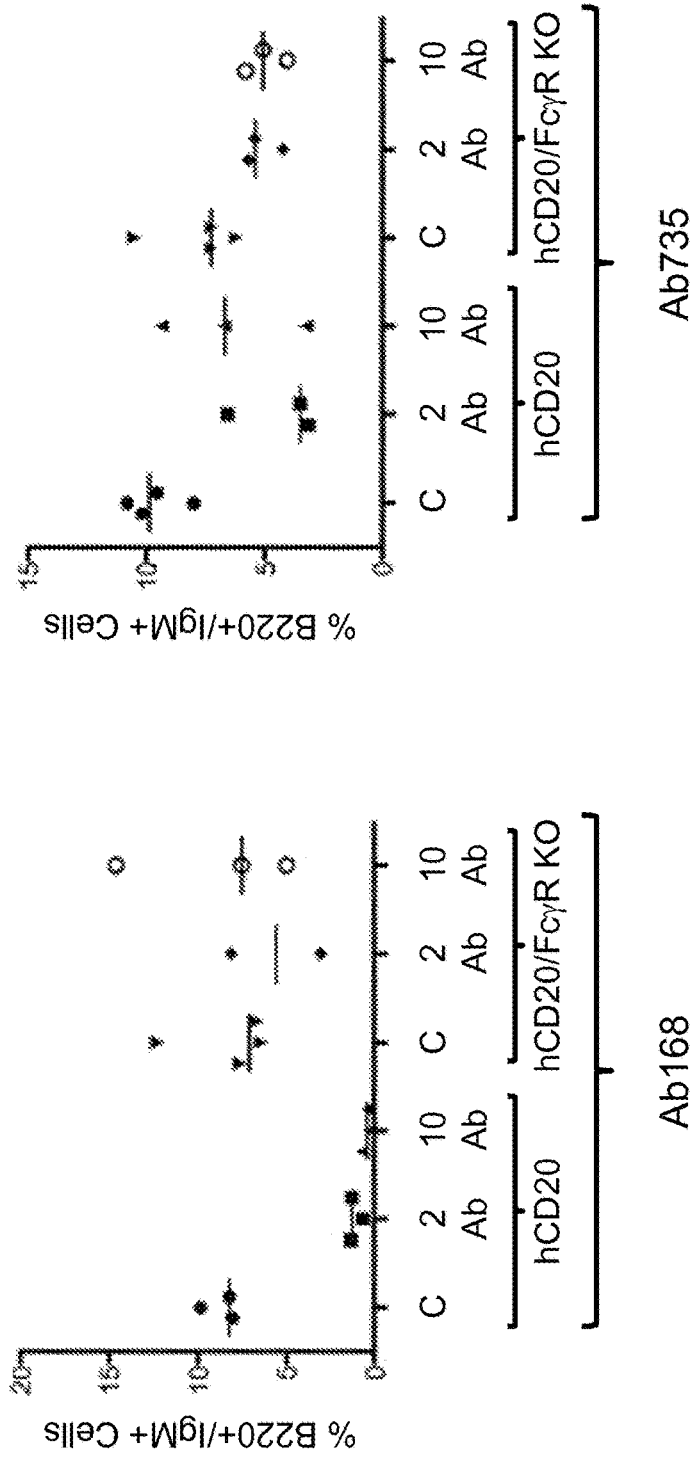 % B220+/IgM+ Cells
20
15
10
5
0
C 2 10 C 2 10
Ab Ab Ab Ab
hCD20 hCD20/FcγR KO
Ab168
% B220+/IgM+ Cells
15
10
5
0
C 2 10 C 2 10
Ab Ab Ab Ab
hCD20 hCD20/FcγR KO
Ab735